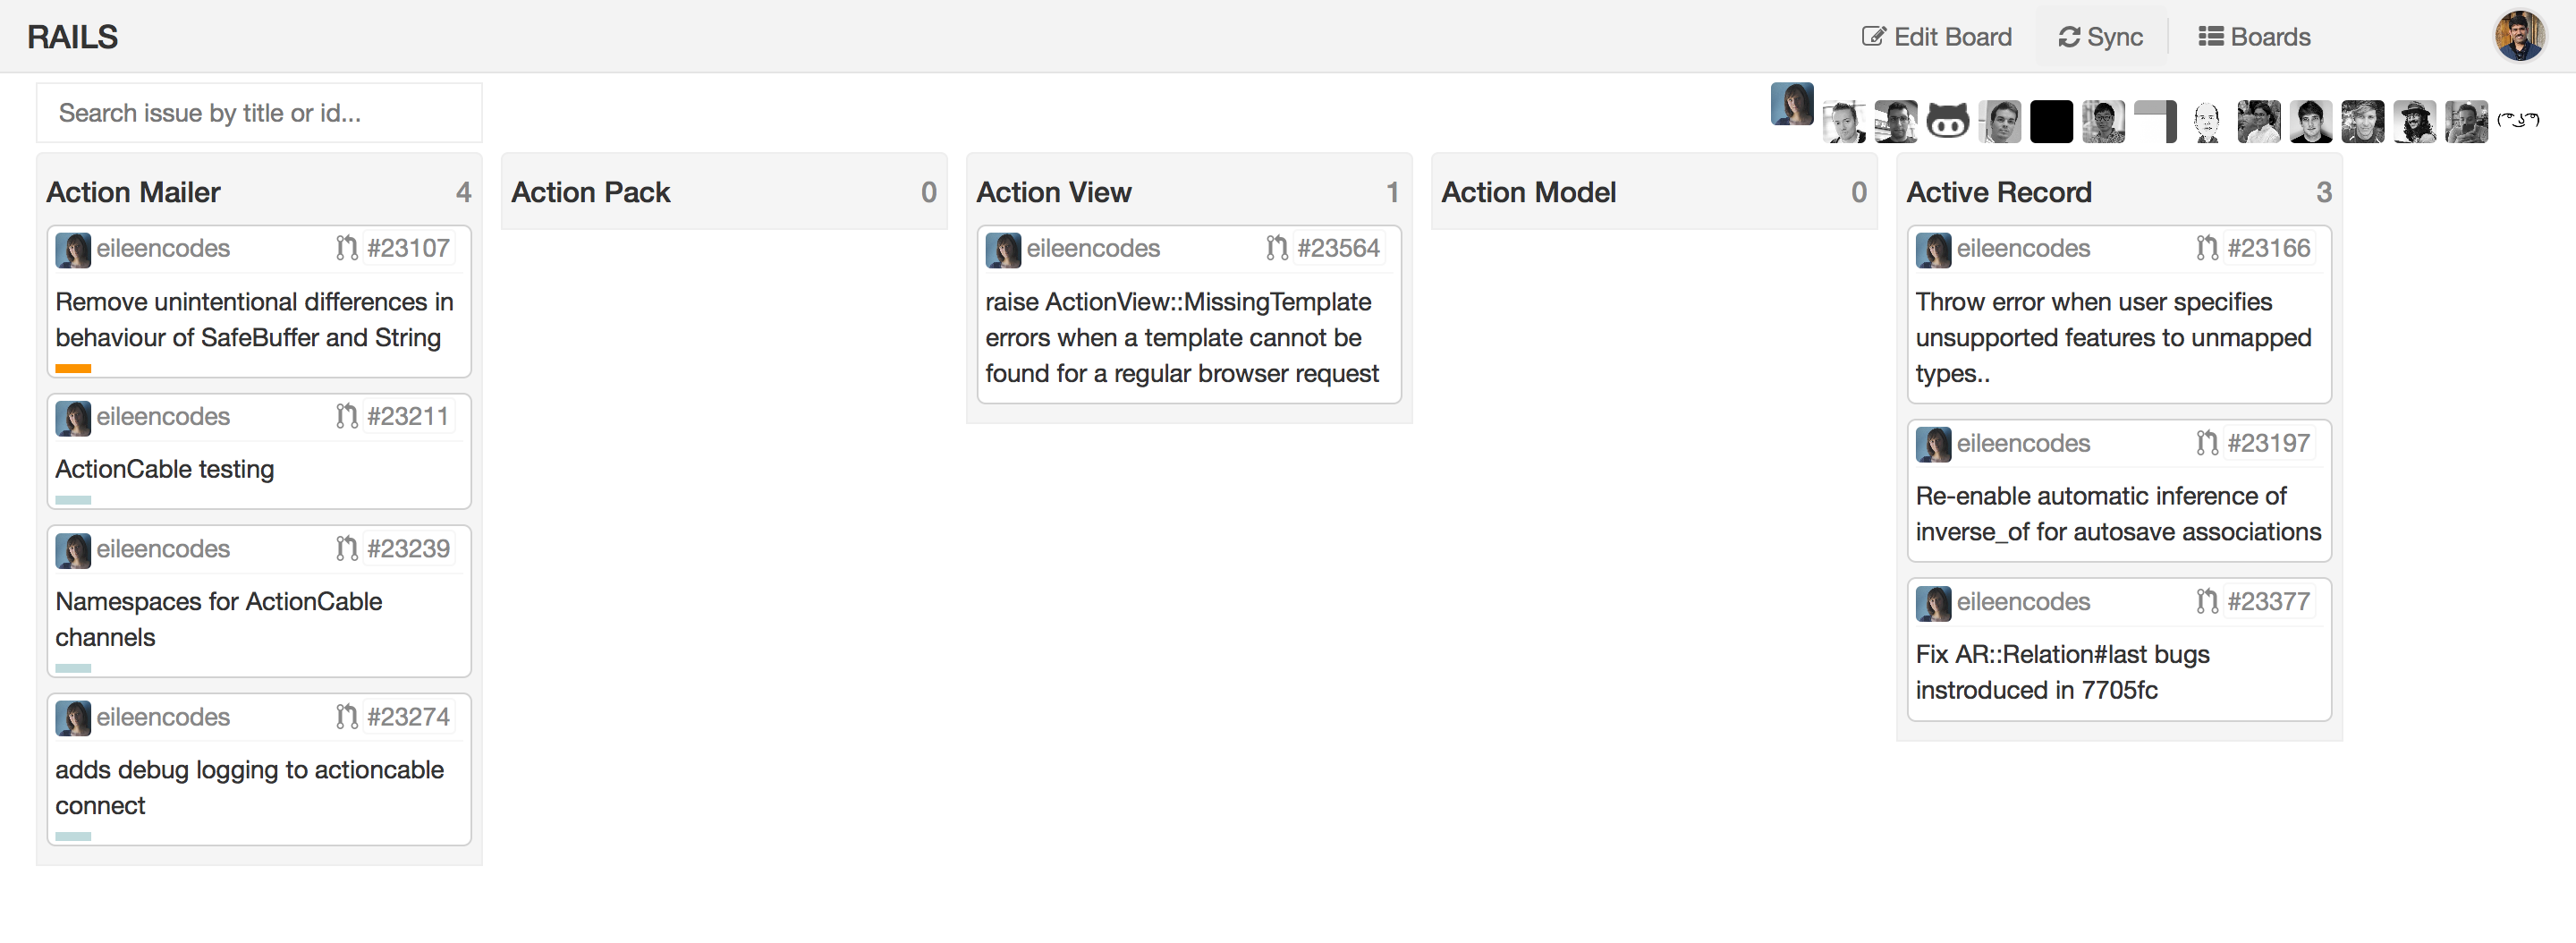 RAILS
Edit Board
Sync
Boards
Search issue by title or id...
Action Mailer 4
eileencodes #23107
Remove unintentional differences in
behaviour of SafeBuffer and String
eileencodes #23211
ActionCable testing
eileencodes #23239
Namespaces for ActionCable
channels
eileencodes #23274
adds debug logging to actioncable
connect
Action Pack 0
Action View 1
eileencodes #23564
raise ActionView::MissingTemplate
errors when a template cannot be
found for a regular browser request
Action Model 0
Active Record 3
eileencodes #23166
Throw error when user specifies
unsupported features to unmapped
types..
eileencodes #23197
Re-enable automatic inference of
inverse_of for autosave associations
eileencodes #23377
Fix AR::Relation#last bugs
instroduced in 7705fc